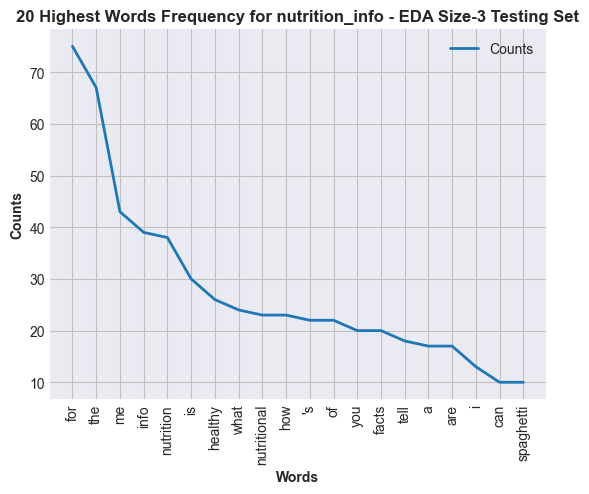 20 Highest Words Frequency for nutrition_info - EDA Size-3 Testing Set
Counts
70
60
50
40
30
20
10
Counts
for
the
me
info
nutrition
is
healthy
what
nutritional
how
's
of
you
facts
tell
a
are
i
can
spaghetti
Words